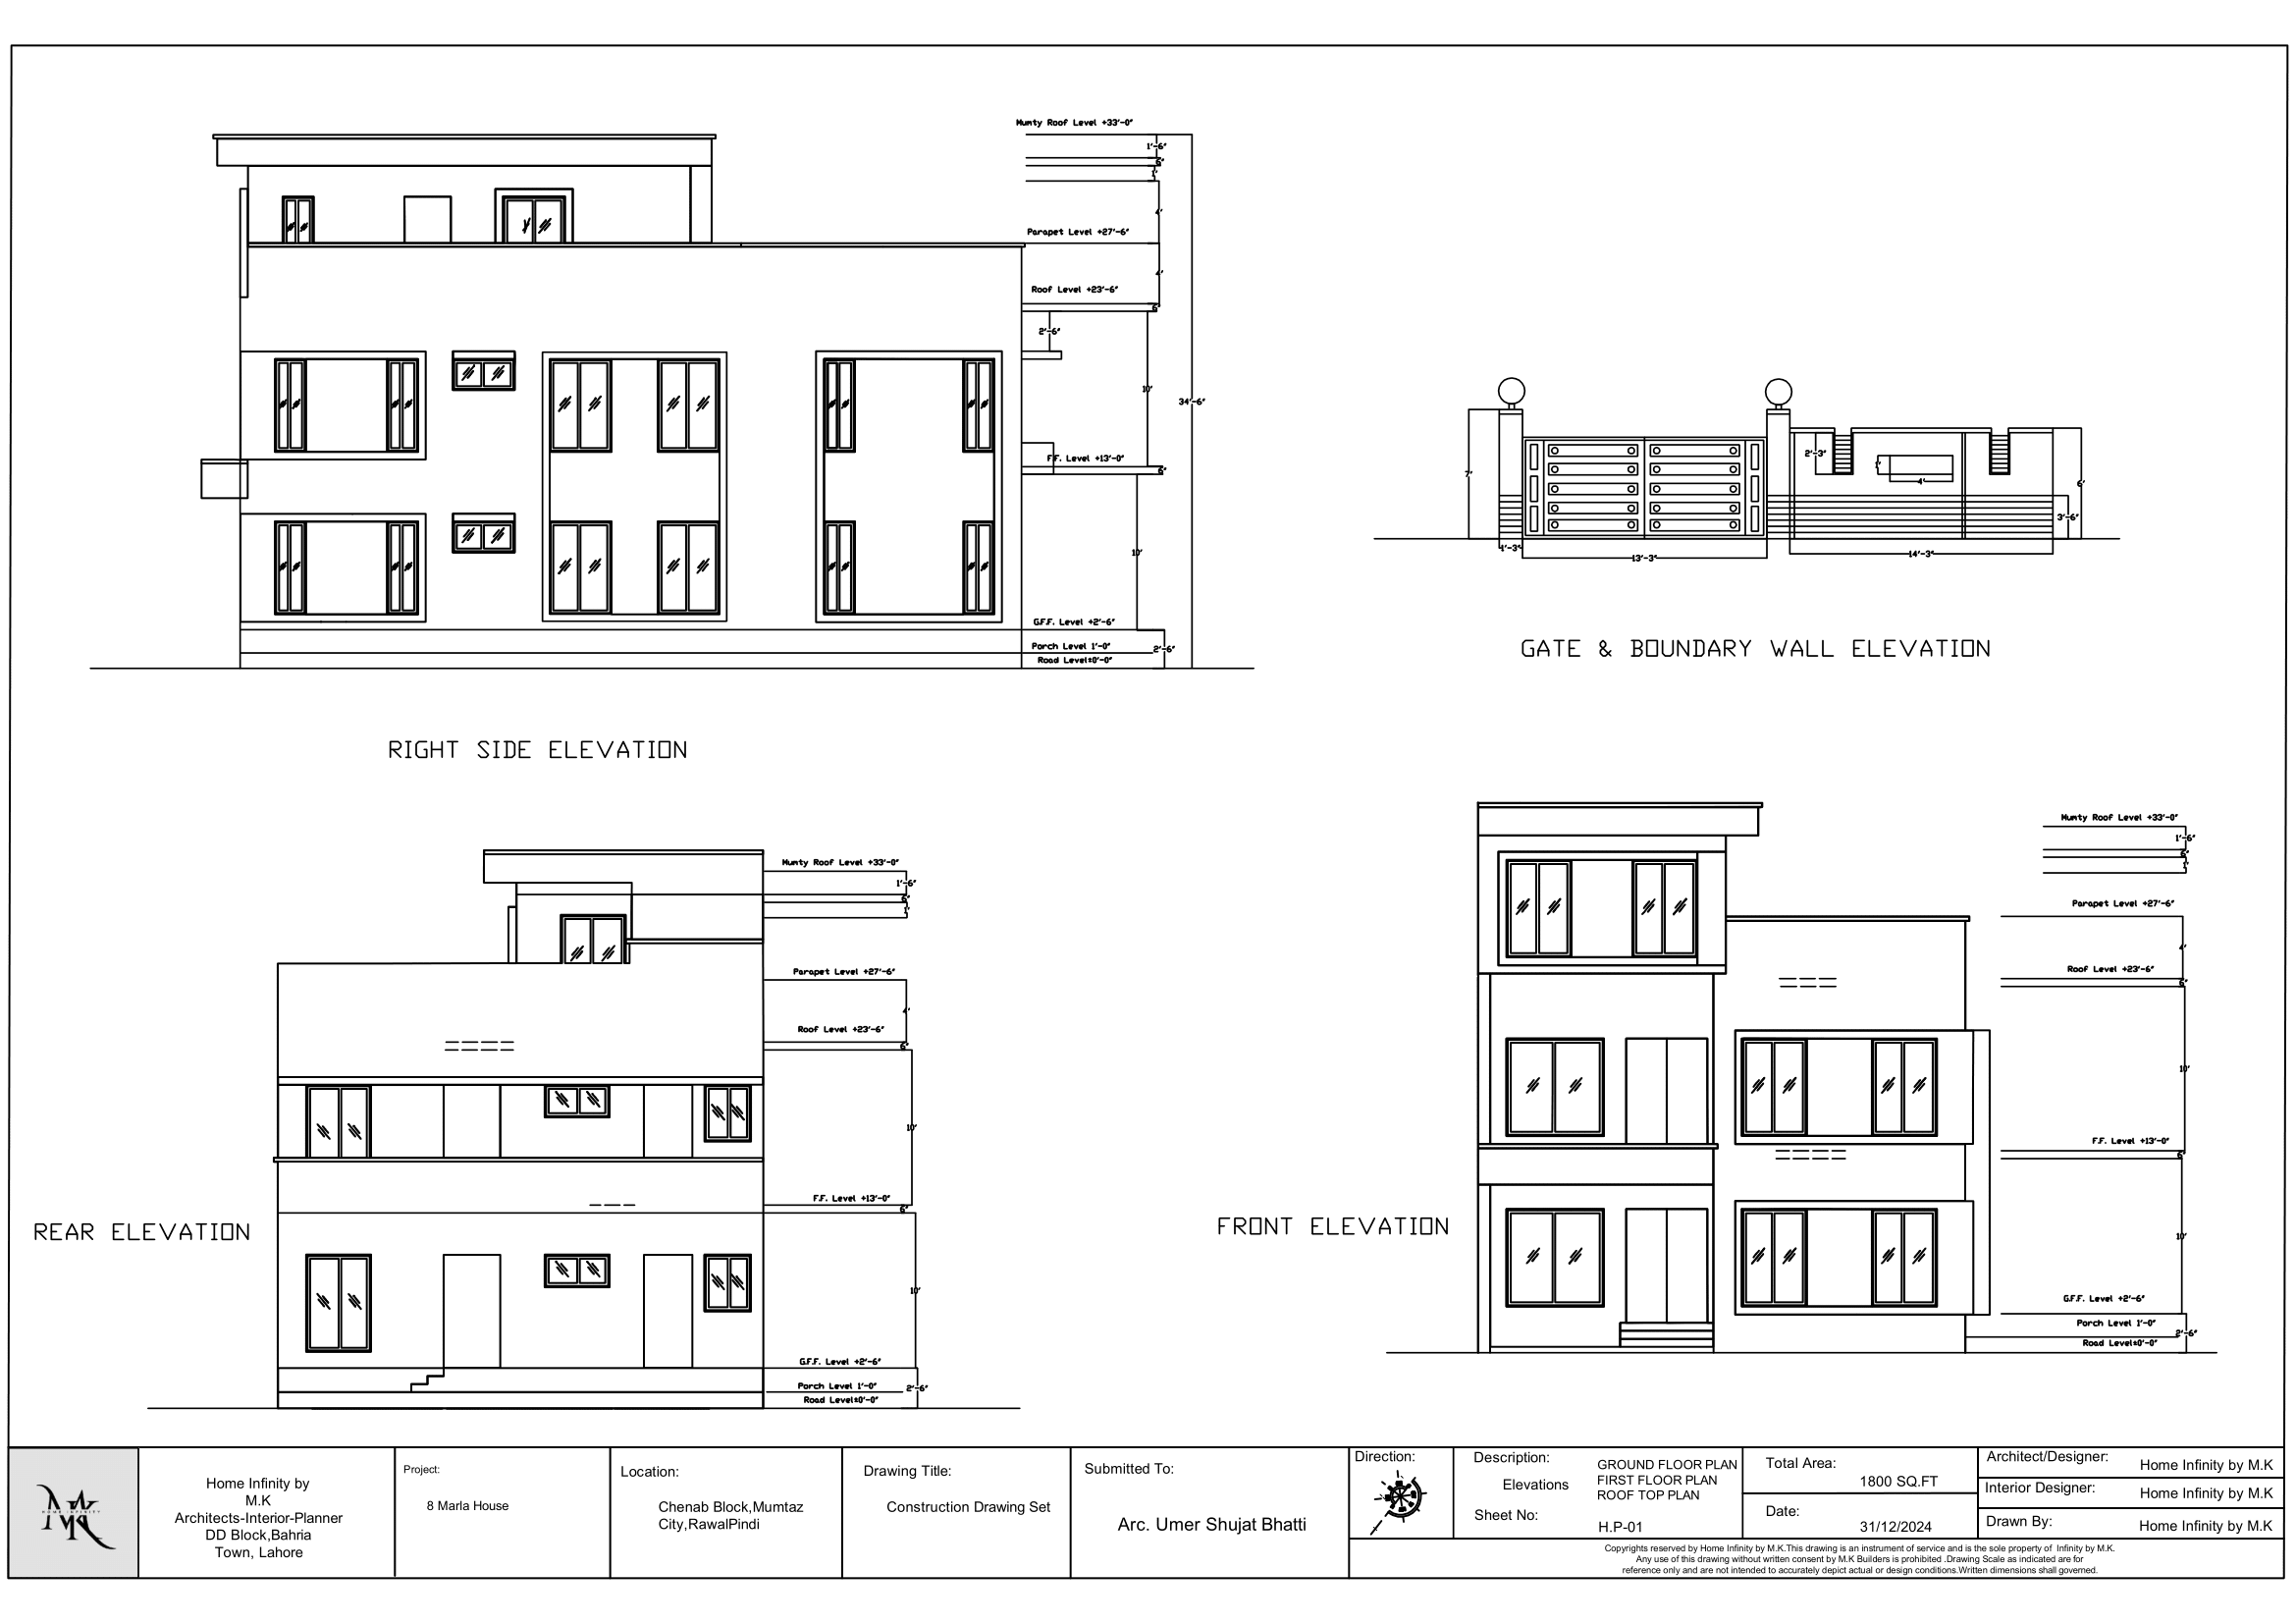 Mumty Roof Level +33'-0"
1'-6"
6"
1'
4'
Parapet Level +27'-6"
4'
Roof Level +23'-6"
6"
2'-6"
10'
34'-6"
F.F. Level +13'-0"
6"
10'
G.F.F. Level +2'-6"
Porch Level 1'-0"
2'-6"
Road Level±0'-0"
RIGHT SIDE ELEVATION
7'
2'-3"
1'
4'
6'
3'-6"
1'-3"
13'-3"
14'-3"
GATE & BOUNDARY WALL ELEVATION
Mumty Roof Level +33'-0"
1'-6"
6"
1'
Parapet Level +27'-6"
4'
Roof Level +23'-6"
6"
10'
F.F. Level +13'-0"
6"
10'
G.F.F. Level +2'-6"
Porch Level 1'-0"
2'-6"
Road Level±0'-0"
REAR ELEVATION
Mumty Roof Level +33'-0"
1'-6"
6"
1'
Parapet Level +27'-6"
4'
Roof Level +23'-6"
6"
10'
F.F. Level +13'-0"
6"
10'
G.F.F. Level +2'-6"
Porch Level 1'-0"
2'-6"
Road Level±0'-0"
FRONT ELEVATION
HOME INFINITY
Home Infinity by
M.K
Architects-Interior-Planner
DD Block,Bahria
Town, Lahore
Project:
8 Marla House
Location:
Chenab Block,Mumtaz
City,RawalPindi
Drawing Title:
Construction Drawing Set
Submitted To:
Arc. Umer Shujat Bhatti
Direction:
Description:
Elevations
GROUND FLOOR PLAN
FIRST FLOOR PLAN
ROOF TOP PLAN
Sheet No:
H.P-01
Total Area:
1800 SQ.FT
Date:
31/12/2024
Architect/Designer:
Home Infinity by M.K
Interior Designer:
Home Infinity by M.K
Drawn By:
Home Infinity by M.K
Copyrights reserved by Home Infinity by M.K.This drawing is an instrument of service and is the sole property of Infinity by M.K.
Any use of this drawing without written consent by M.K Builders is prohibited .Drawing Scale as indicated are for
reference only and are not intended to accurately depict actual or design conditions.Written dimensions shall governed.